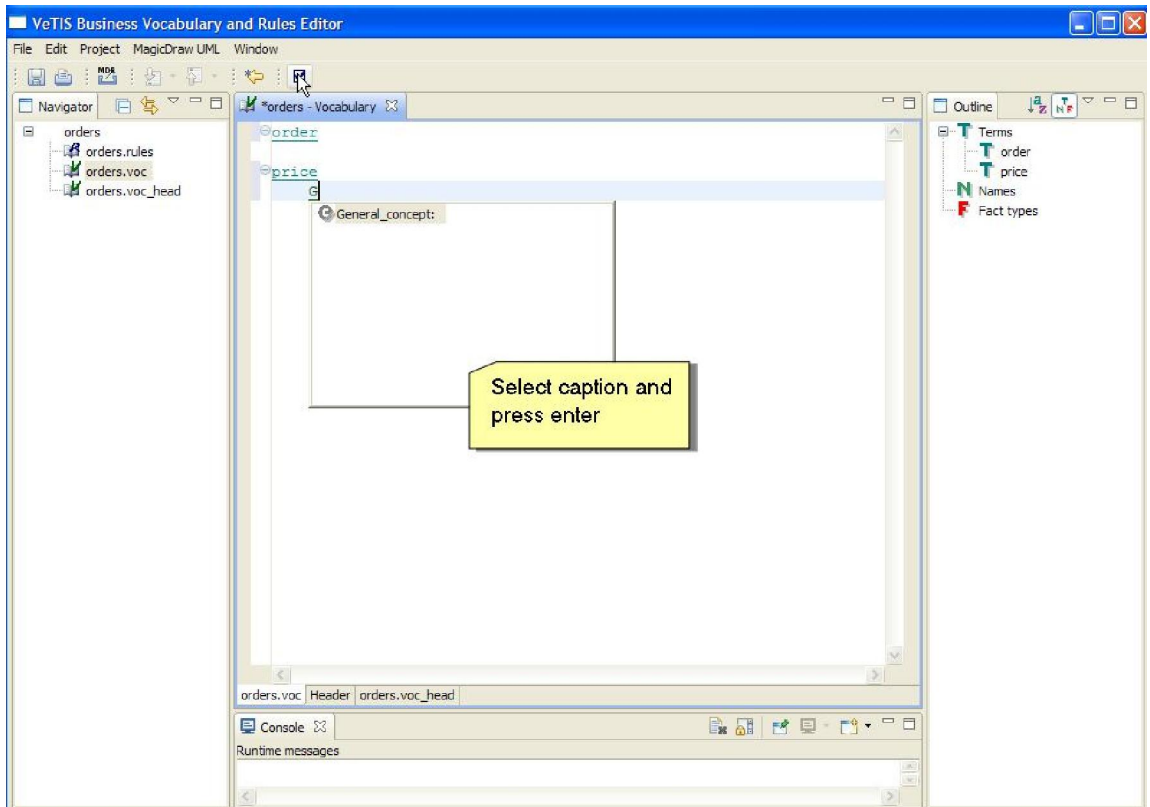 VeTIS Business Vocabulary and Rules Editor
File Edit Project MagicDraw UML Window
MDR
Navigator
*orders - Vocabulary
Outline
orders
orders.rules
orders.voc
orders.voc_head
order
price
G
General_concept:
Select caption and
press enter
T Terms
T order
T price
N Names
F Fact types
orders.voc Header orders.voc_head
Console
Runtime messages